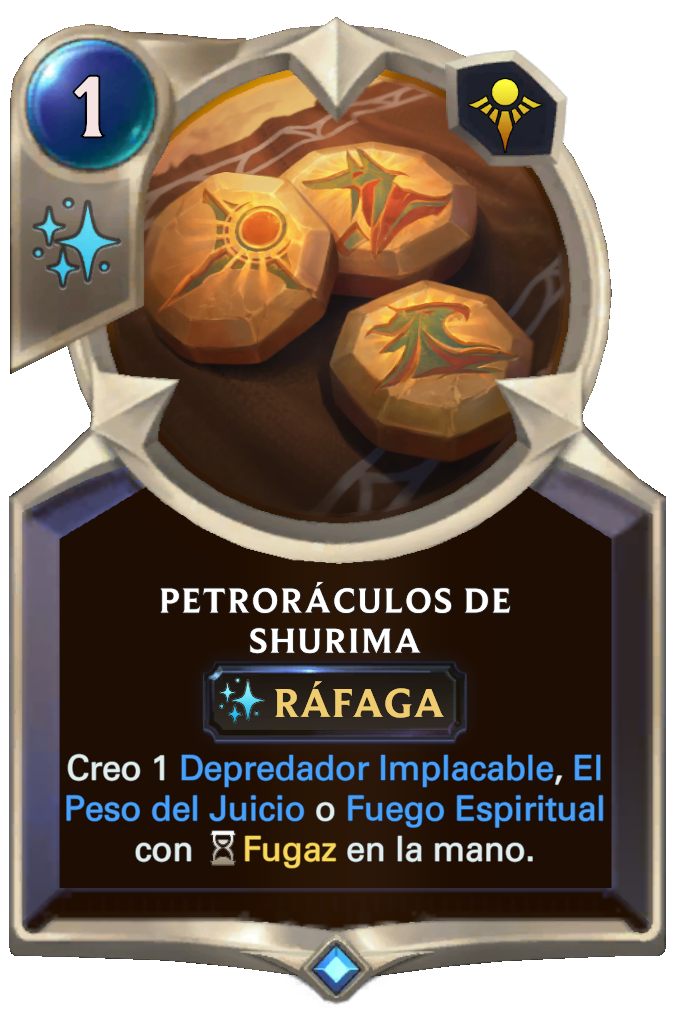 1
PETRORÁCULOS DE
SHURIMA
RÁFAGA
Creo 1 Depredador Implacable, El
Peso del Juicio o Fuego Espiritual
con Fugaz en la mano.